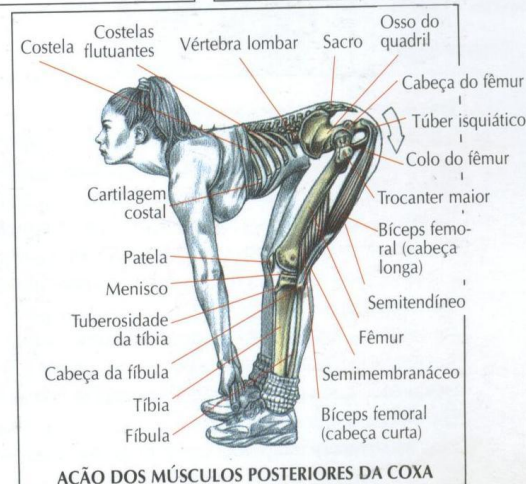 Costela
Costelas
flutuantes
Vértebra lombar
Sacro
Osso do
quadril
Cabeça do fêmur
Túber isquiático
Colo do fêmur
Trocanter maior
Bíceps femo-
ral (cabeça
longa)
Semitendíneo
Fêmur
Semimembranáceo
Bíceps femoral
(cabeça curta)
Cartilagem
costal
Patela
Menisco
Tuberosidade
da tíbia
Cabeça da fíbula
Tíbia
Fíbula
AÇÃO DOS MÚSCULOS POSTERIORES DA COXA